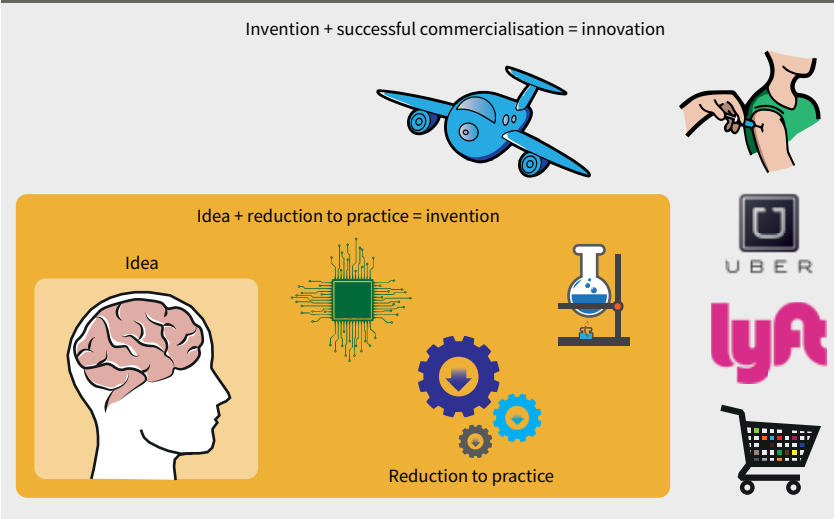 Invention + successful commercialisation = innovation
Idea + reduction to practice = invention
Idea
UBER
lyft
Reduction to practice